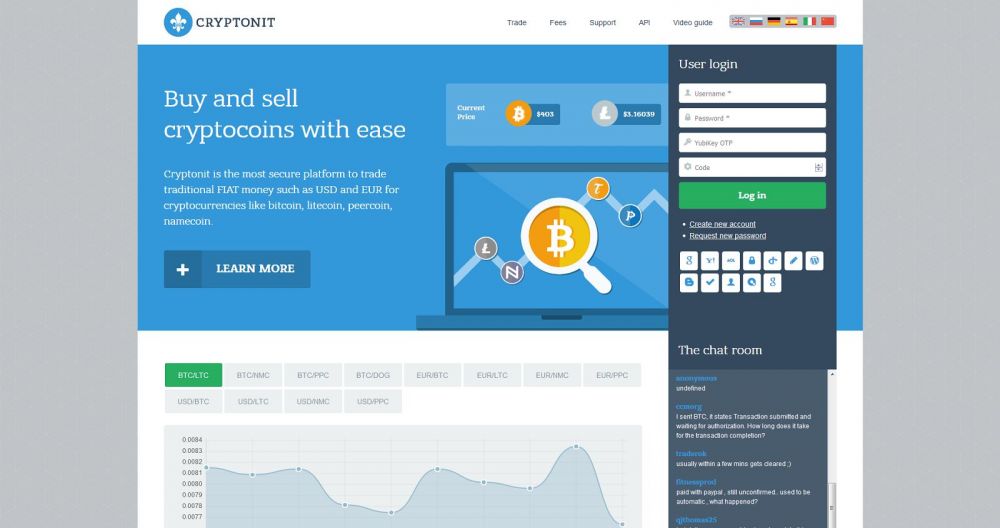 CRYPTONIT
Trade Fees Support API Video guide
Buy and sell
cryptocoins with ease
Cryptonit is the most secure platform to trade
traditional FIAT money such as USD and EUR for
cryptocurrencies like bitcoin, litecoin, peercoin,
namecoin.
+ LEARN MORE
Current
Price
$403
$3.16039
User login
Username *
Password *
YubiKey OTP
Code
Log in
Create new account
Request new password
The chat room
anonymous
undefined
ccmorg
I sent BTC, it states Transaction submitted and
waiting for authorization. How long does it take
for the transaction completion?
traderok
usually within a few mins gets cleared ;)
fitnessprod
paid with paypal , still unconfirmed.. used to be
automatic , what happened?
qjthomas25
BTC/LTC BTC/NMC BTC/PPC BTC/DOG EUR/BTC EUR/LTC EUR/NMC EUR/PPC
USD/BTC USD/LTC USD/NMC USD/PPC
0.0084
0.0083
0.0082
0.0081
0.0080
0.0079
0.0078
0.0077